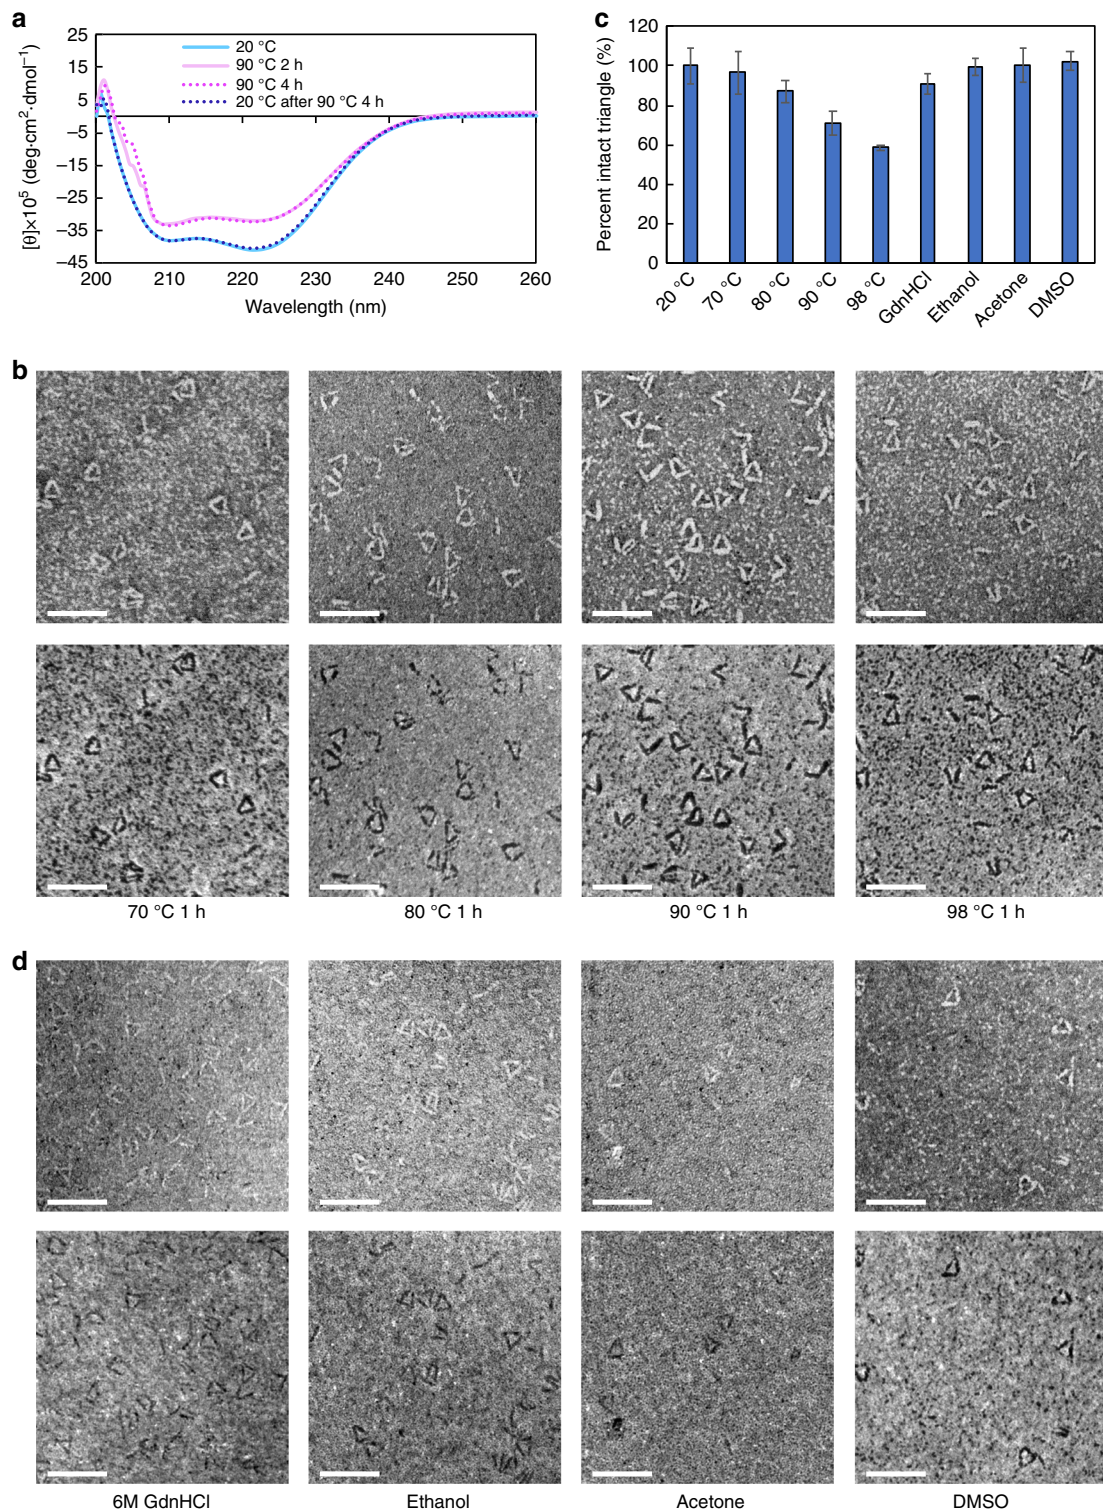 a
25
15
5
−5
−15
−25
−35
−45
[θ]×10⁵ (deg·cm²·dmol⁻¹)
20 °C
90 °C 2 h
90 °C 4 h
20 °C after 90 °C 4 h
200 210 220 230 240 250 260
Wavelength (nm)
c
120
100
80
60
40
20
0
Percent intact triangle (%)
20 °C
70 °C
80 °C
90 °C
98 °C
GdnHCl
Ethanol
Acetone
DMSO
b
70 °C 1 h
80 °C 1 h
90 °C 1 h
98 °C 1 h
d
6M GdnHCl
Ethanol
Acetone
DMSO